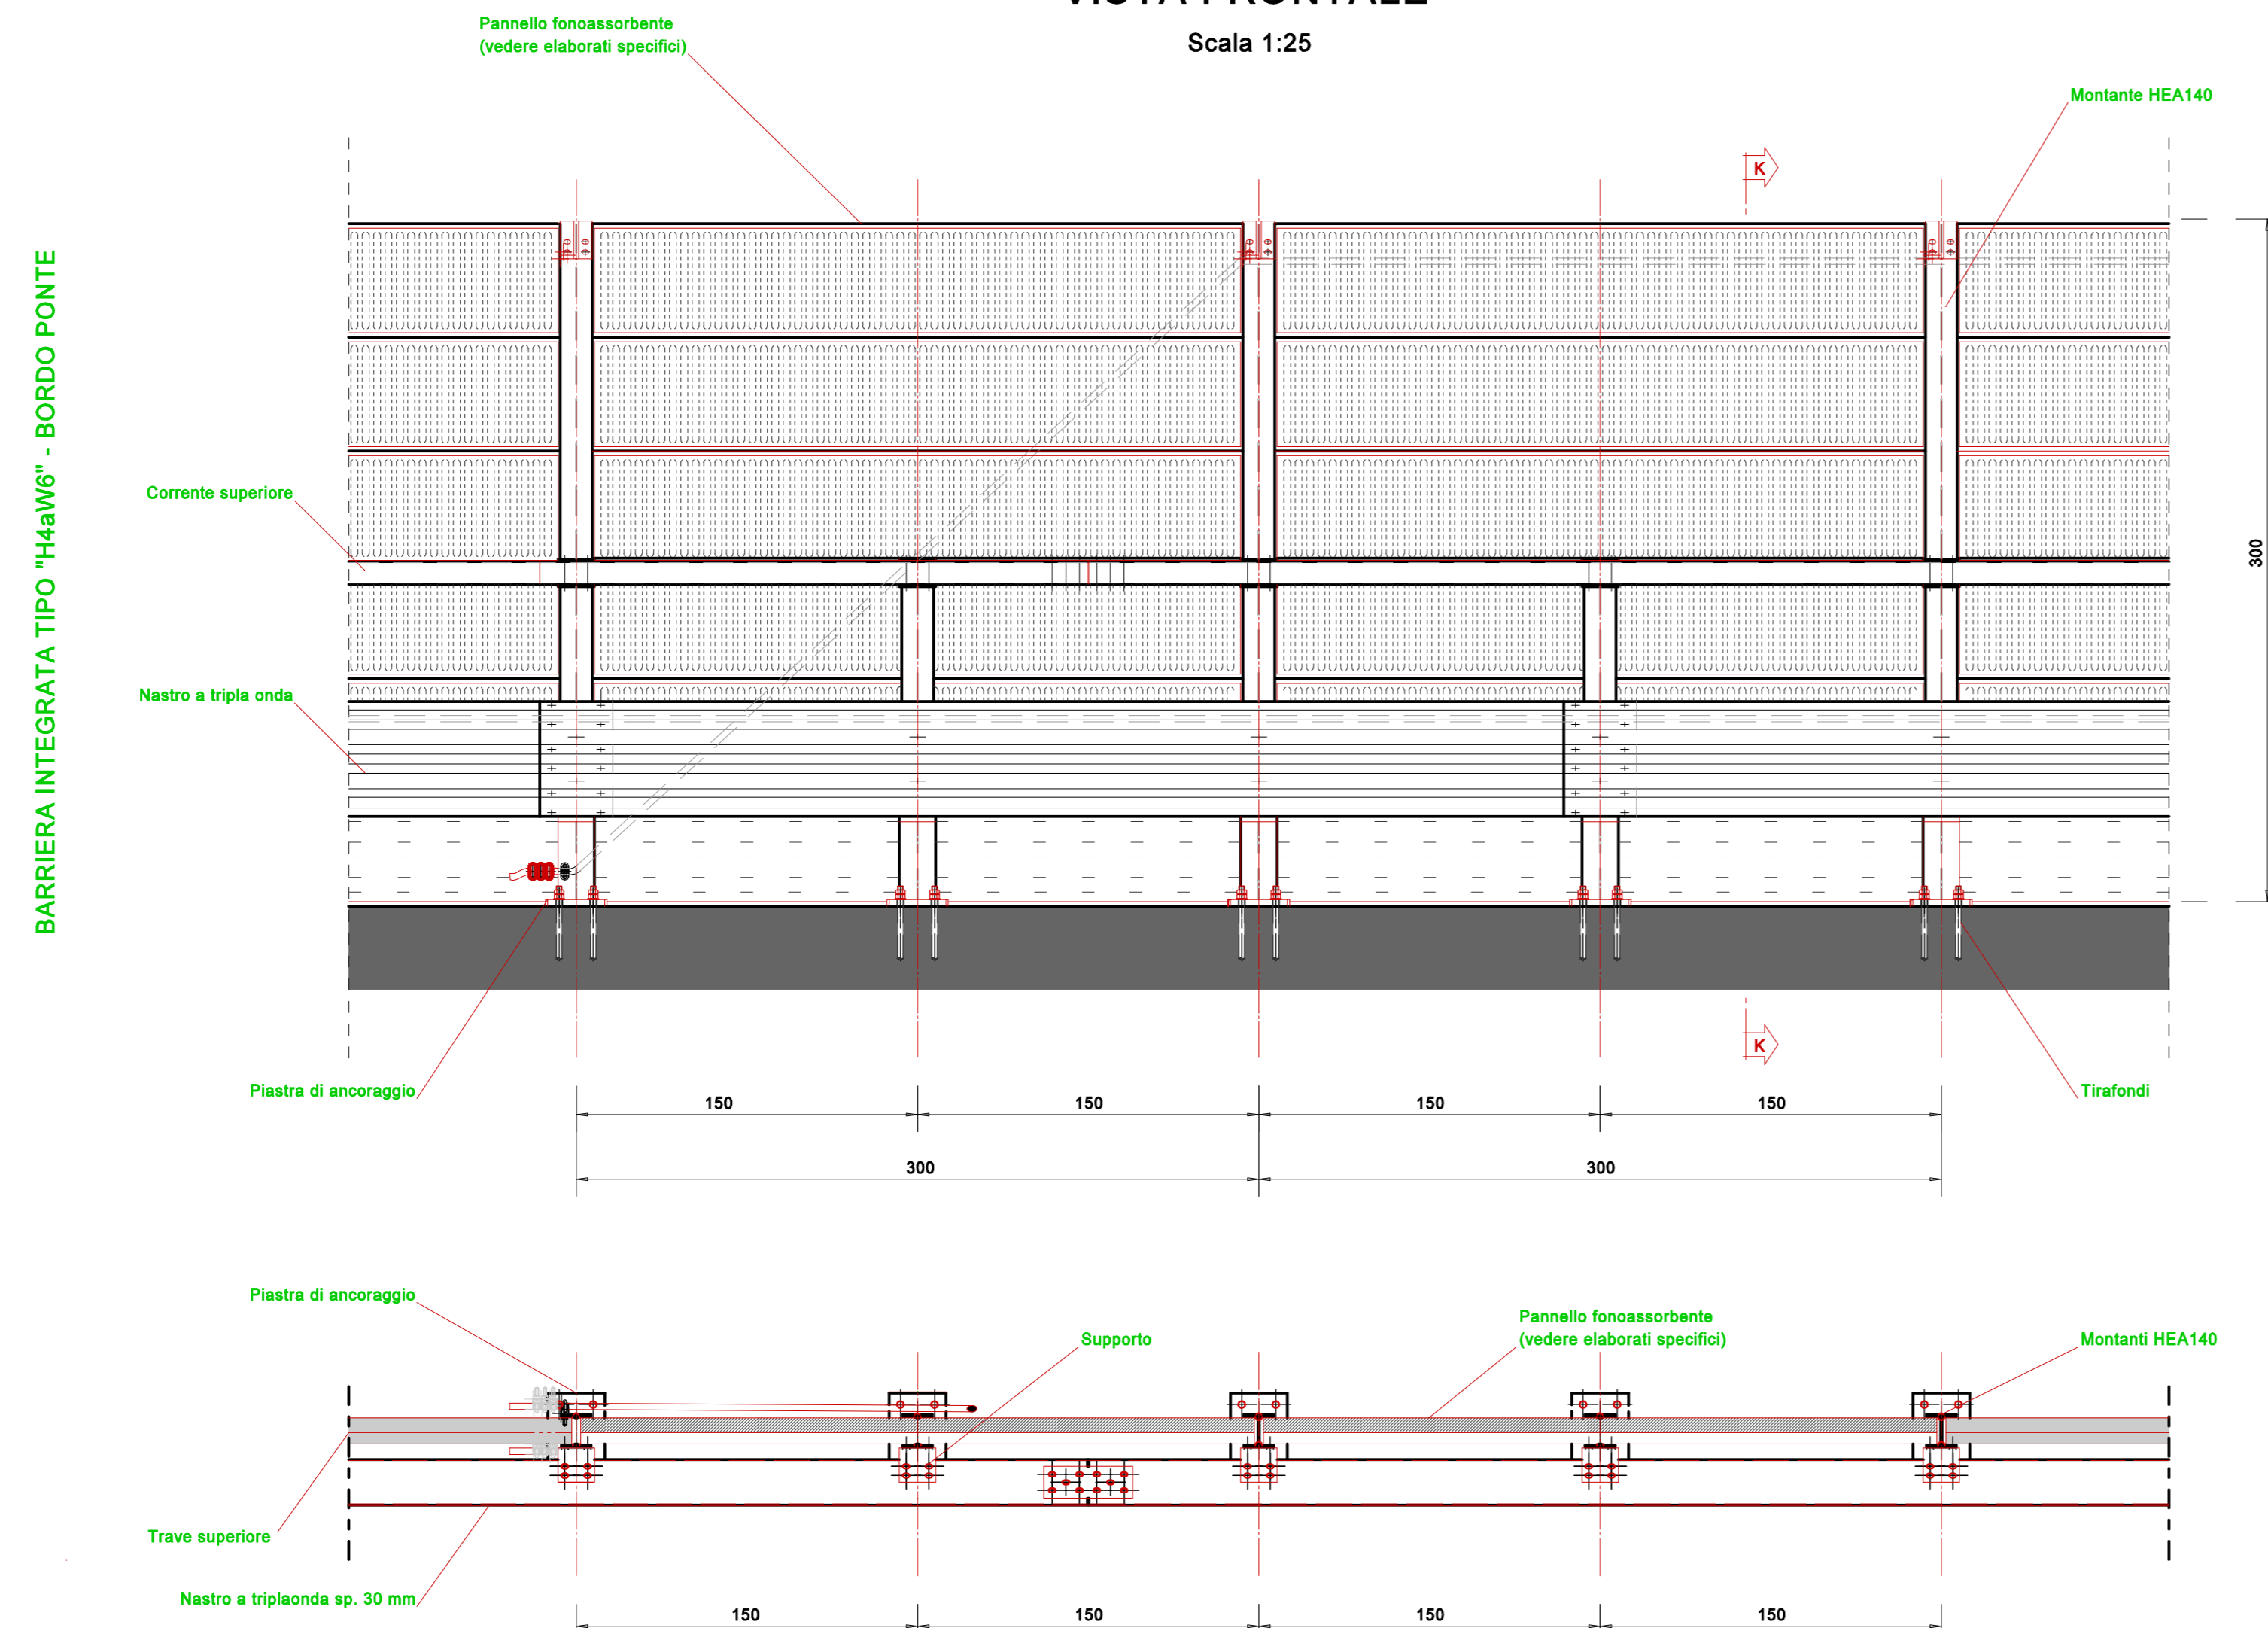 VISTA FRONTALE
Scala 1:25
Pannello fonoassorbente
(vedere elaborati specifici)
Montante HEA140
K
BARRIERA INTEGRATA TIPO "H4aW6" - BORDO PONTE
Corrente superiore
300
Nastro a tripla onda
K
Piastra di ancoraggio
Tirafondi
150
150
150
150
300
300
Piastra di ancoraggio
Pannello fonoassorbente
(vedere elaborati specifici)
Supporto
Montanti HEA140
Trave superiore
Nastro a triplaonda sp. 30 mm
150
150
150
150